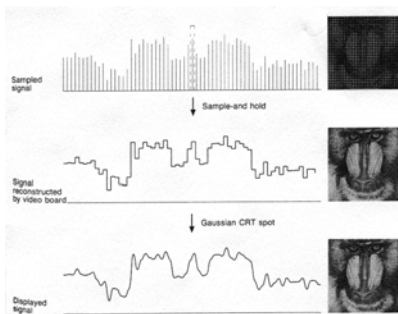 Sampled
signal
Sample-and hold
Signal
reconstructed
by video board
Gaussian CRT spot
Displayed
signal